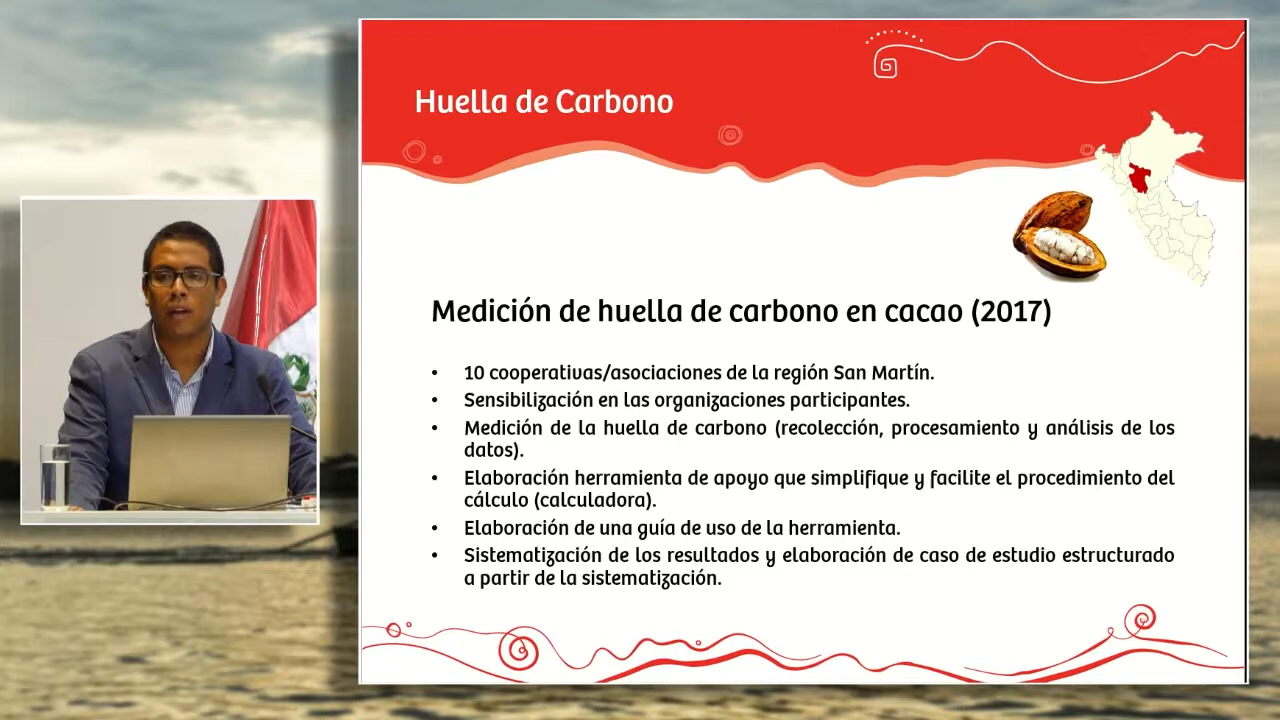 Huella de Carbono
Medición de huella de carbono en cacao (2017)
• 10 cooperativas/asociaciones de la región San Martín.
• Sensibilización en las organizaciones participantes.
• Medición de la huella de carbono (recolección, procesamiento y análisis de los
datos).
• Elaboración herramienta de apoyo que simplifique y facilite el procedimiento del
cálculo (calculadora).
• Elaboración de una guía de uso de la herramienta.
• Sistematización de los resultados y elaboración de caso de estudio estructurado
a partir de la sistematización.